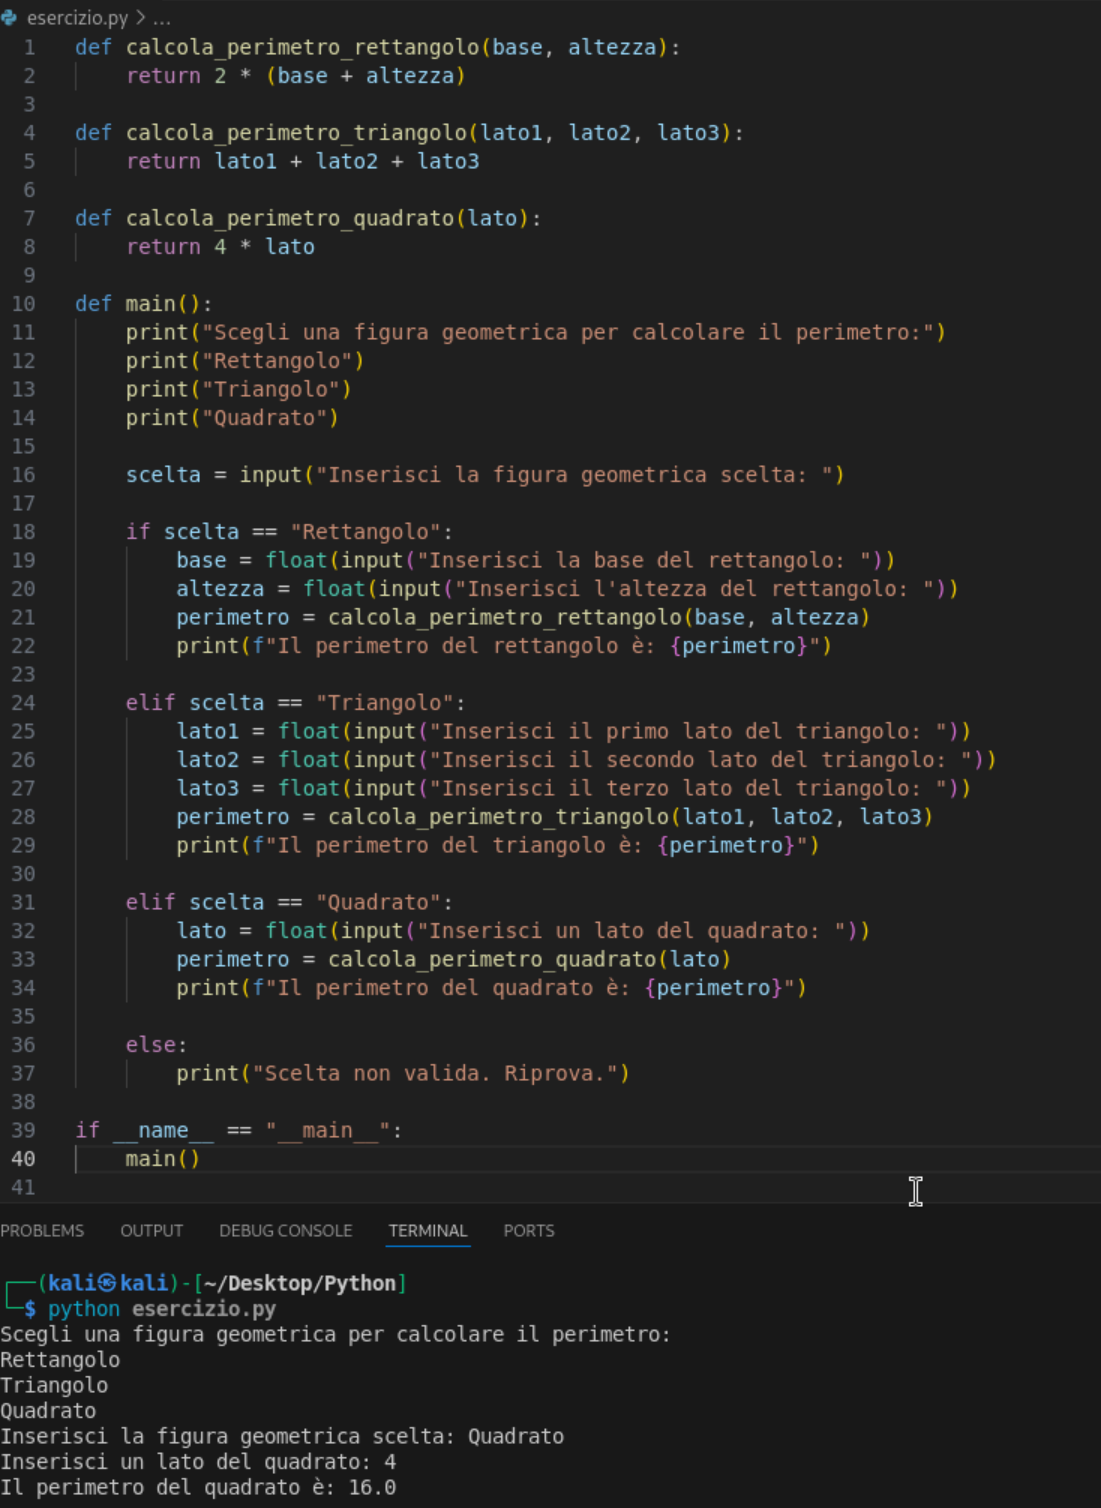 esercizio.py > ...
1 def calcola_perimetro_rettangolo(base, altezza):
2     return 2 * (base + altezza)
3
4 def calcola_perimetro_triangolo(lato1, lato2, lato3):
5     return lato1 + lato2 + lato3
6
7 def calcola_perimetro_quadrato(lato):
8     return 4 * lato
9
10 def main():
11     print("Scegli una figura geometrica per calcolare il perimetro:")
12     print("Rettangolo")
13     print("Triangolo")
14     print("Quadrato")
15
16     scelta = input("Inserisci la figura geometrica scelta: ")
17
18     if scelta == "Rettangolo":
19         base = float(input("Inserisci la base del rettangolo: "))
20         altezza = float(input("Inserisci l'altezza del rettangolo: "))
21         perimetro = calcola_perimetro_rettangolo(base, altezza)
22         print(f"Il perimetro del rettangolo è: {perimetro}")
23
24     elif scelta == "Triangolo":
25         lato1 = float(input("Inserisci il primo lato del triangolo: "))
26         lato2 = float(input("Inserisci il secondo lato del triangolo: "))
27         lato3 = float(input("Inserisci il terzo lato del triangolo: "))
28         perimetro = calcola_perimetro_triangolo(lato1, lato2, lato3)
29         print(f"Il perimetro del triangolo è: {perimetro}")
30
31     elif scelta == "Quadrato":
32         lato = float(input("Inserisci un lato del quadrato: "))
33         perimetro = calcola_perimetro_quadrato(lato)
34         print(f"Il perimetro del quadrato è: {perimetro}")
35
36     else:
37         print("Scelta non valida. Riprova.")
38
39 if __name__ == "__main__":
40     main()
41
PROBLEMS OUTPUT DEBUG CONSOLE TERMINAL PORTS
┌──(kali㉿kali)-[~/Desktop/Python]
└─$ python esercizio.py
Scegli una figura geometrica per calcolare il perimetro:
Rettangolo
Triangolo
Quadrato
Inserisci la figura geometrica scelta: Quadrato
Inserisci un lato del quadrato: 4
Il perimetro del quadrato è: 16.0